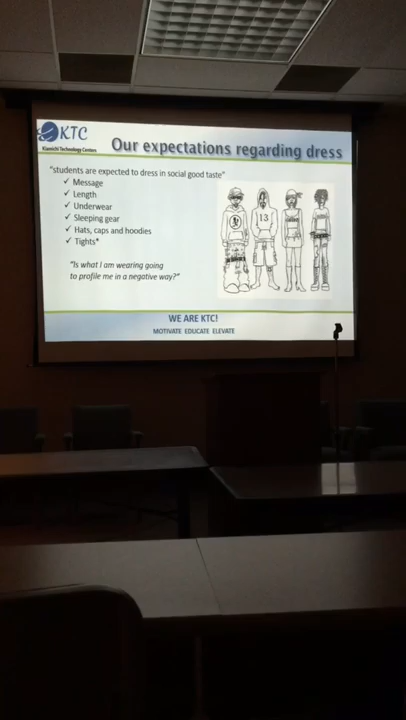 KTC
Kiamichi Technology Centers
Our expectations regarding dress
"students are expected to dress in social good taste"
✓ Message
✓ Length
✓ Underwear
✓ Sleeping gear
✓ Hats, caps and hoodies
✓ Tights*
13
"Is what I am wearing going
to profile me in a negative way?"
WE ARE KTC!
MOTIVATE EDUCATE ELEVATE